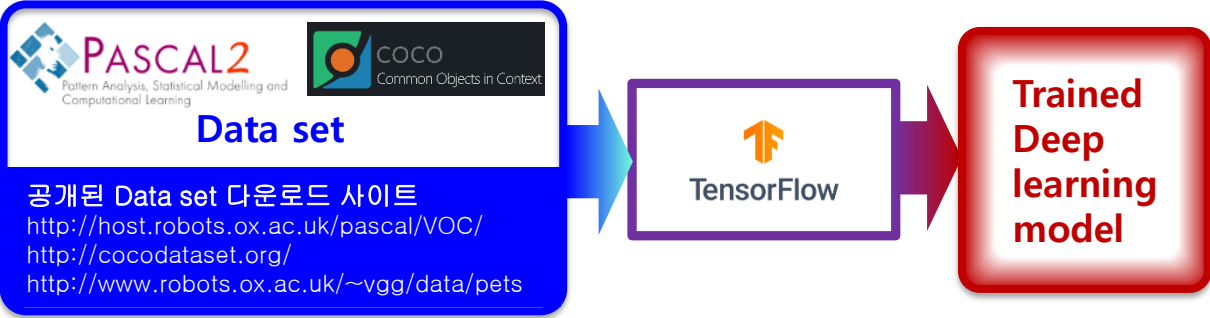 PASCAL2
Pattern Analysis, Statistical Modelling and
Computational Learning
COCO
Common Objects in Context
Data set
공개된 Data set 다운로드 사이트
http://host.robots.ox.ac.uk/pascal/VOC/
http://cocodataset.org/
http://www.robots.ox.ac.uk/~vgg/data/pets
TensorFlow
Trained
Deep
learning
model